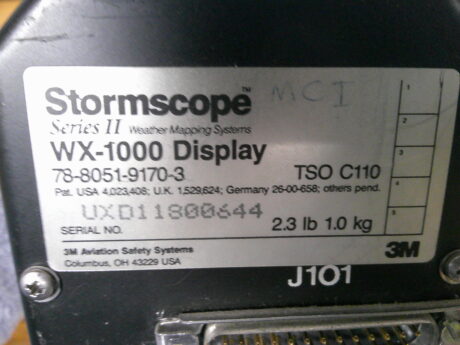 Stormscope™ MCI
Series II Weather Mapping Systems
WX-1000 Display
78-8051-9170-3 TSO C110
Pat. USA 4,023,408; U.K. 1,529,624; Germany 26-00-658; others pend.
UXD11800644
SERIAL NO. 2.3 lb 1.0 kg
3M Aviation Safety Systems
Columbus, OH 43229 USA
3M
1
2
3
4
5
J101